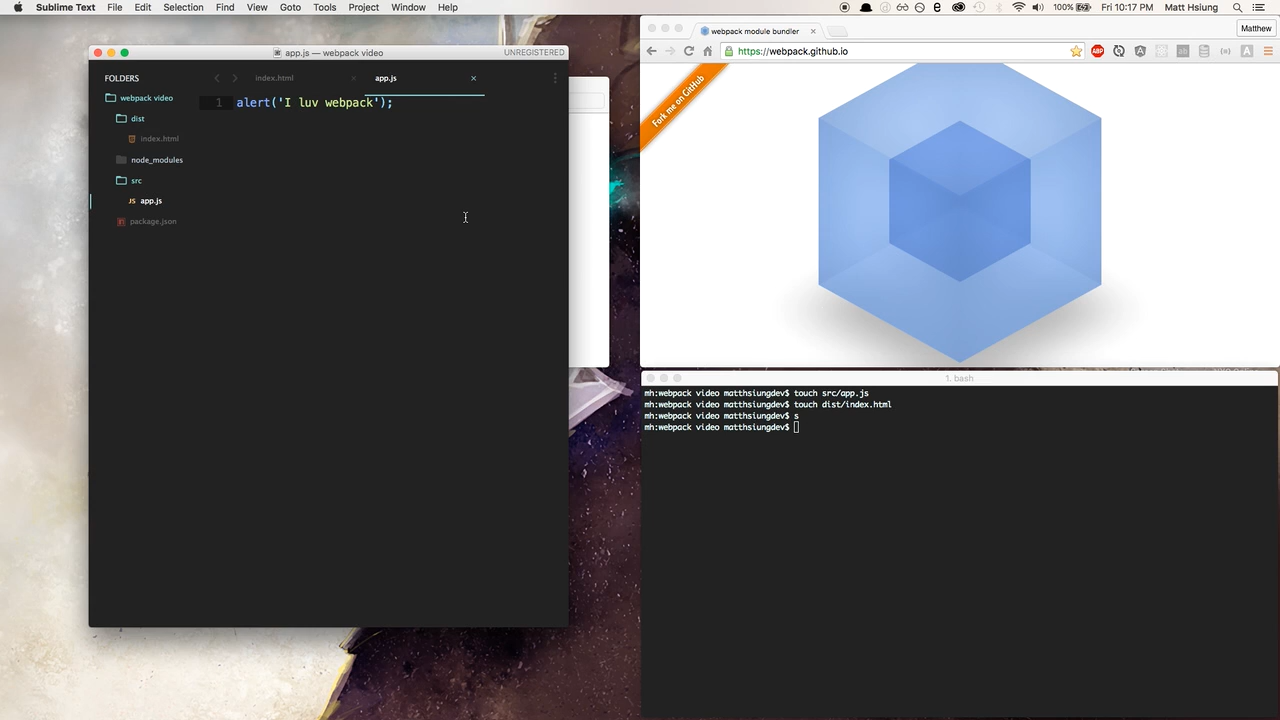 Sublime Text File Edit Selection Find View Goto Tools Project Window Help
100% Fri 10:17 PM Matt Hsiung
app.js — webpack video UNREGISTERED
FOLDERS
webpack video
dist
index.html
node_modules
src
app.js
package.json
index.html
app.js
1 alert('I luv webpack');
webpack module bundler
Matthew
https://webpack.github.io
ABP
Fork me on GitHub
1. bash
mh:webpack video matthsiungdev$ touch src/app.js
mh:webpack video matthsiungdev$ touch dist/index.html
mh:webpack video matthsiungdev$ s
mh:webpack video matthsiungdev$